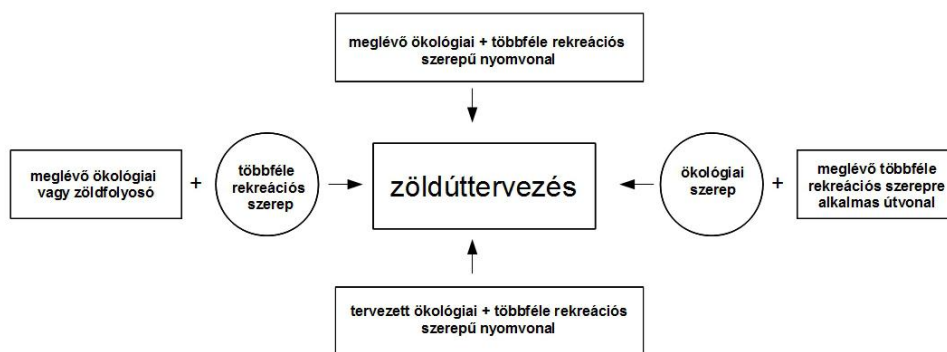 meglévő ökológiai + többféle rekreációs
szerepű nyomvonal
meglévő ökológiai
vagy zöldfolyosó
+
többféle
rekreációs
szerep
zöldúttervezés
ökológiai
szerep
+
meglévő többféle
rekreációs szerepre
alkalmas útvonal
tervezett ökológiai + többféle rekreációs
szerepű nyomvonal